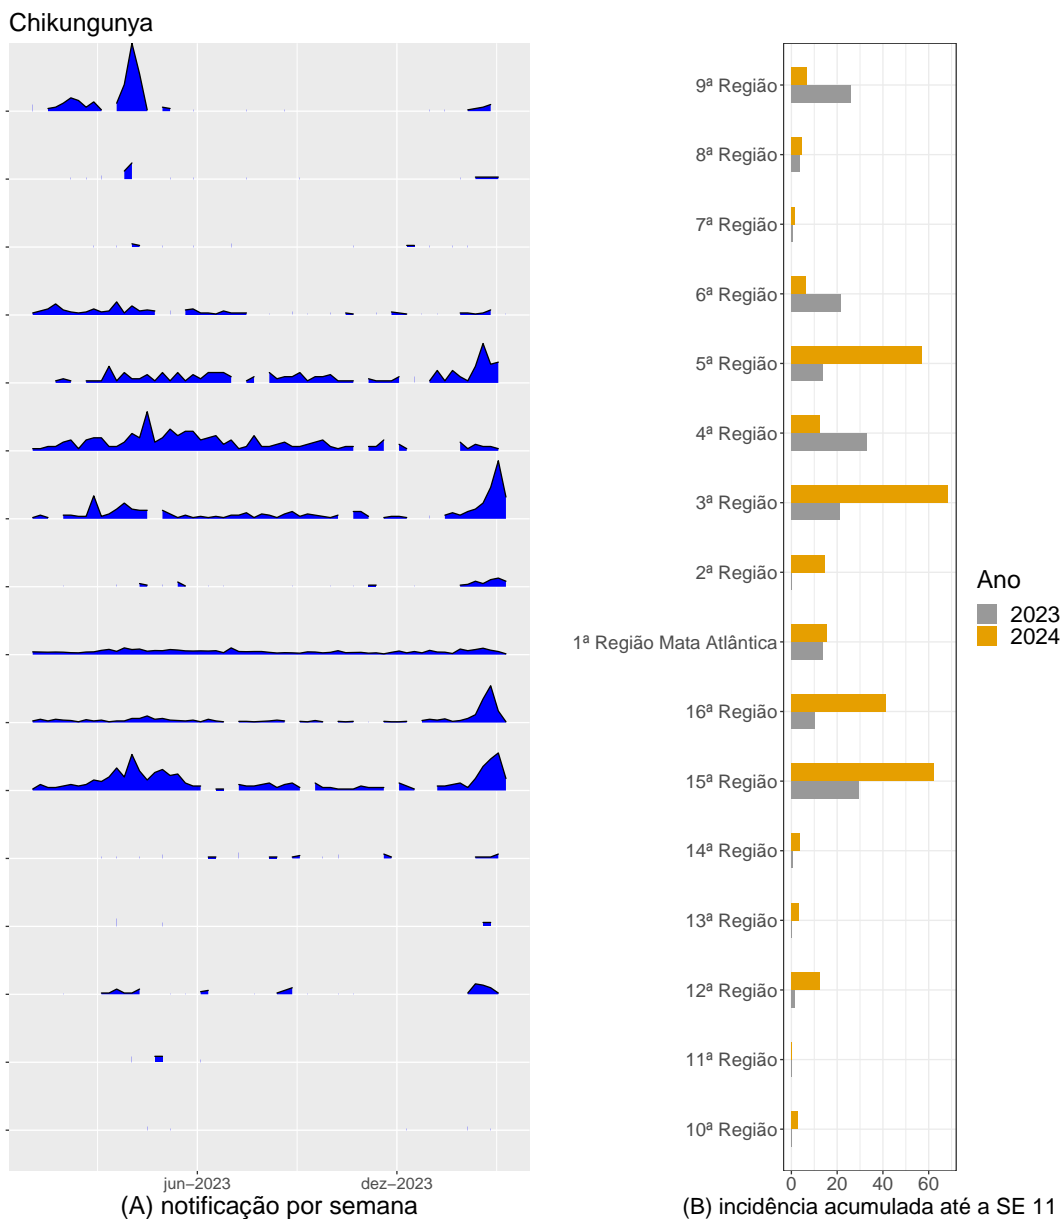 Chikungunya
9ª Região
8ª Região
7ª Região
6ª Região
5ª Região
4ª Região
3ª Região
2ª Região
1ª Região Mata Atlântica
16ª Região
15ª Região
14ª Região
13ª Região
12ª Região
11ª Região
10ª Região
Ano
2023
2024
jun−2023
dez−2023
0
20
40
60
(A) notificação por semana
(B) incidência acumulada até a SE 11